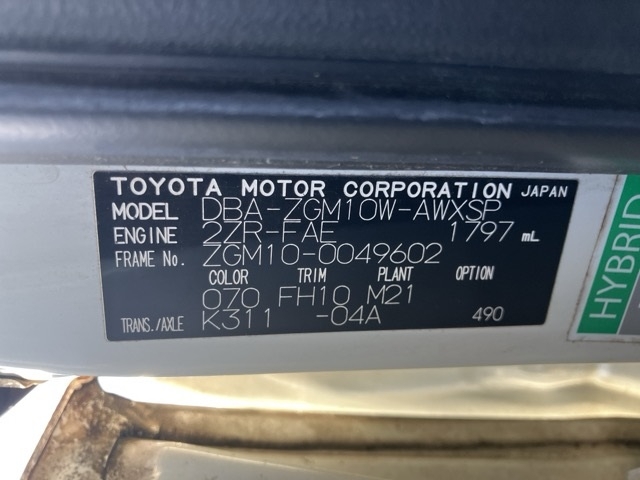 TOYOTA MOTOR CORPORATION JAPAN
MODEL DBA-ZGM10W-AWXSP
ENGINE 2ZR-FAE 1797 mL
FRAME No. ZGM10-0049602
COLOR TRIM PLANT OPTION
070 FH10 M21
TRANS./AXLE K311 -04A 490
HYBRID